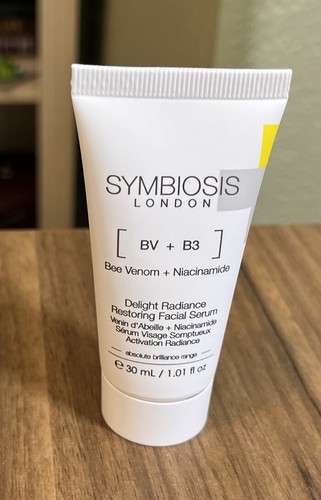 SYMBIOSIS
LONDON
[ BV + B3 ]
Bee Venom + Niacinamide
Delight Radiance
Restoring Facial Serum
Venin d'Abeille + Niacinamide
Sérum Visage Somptueux
Activation Radiance
absolute brilliance range
℮ 30 mL / 1.01 fl oz